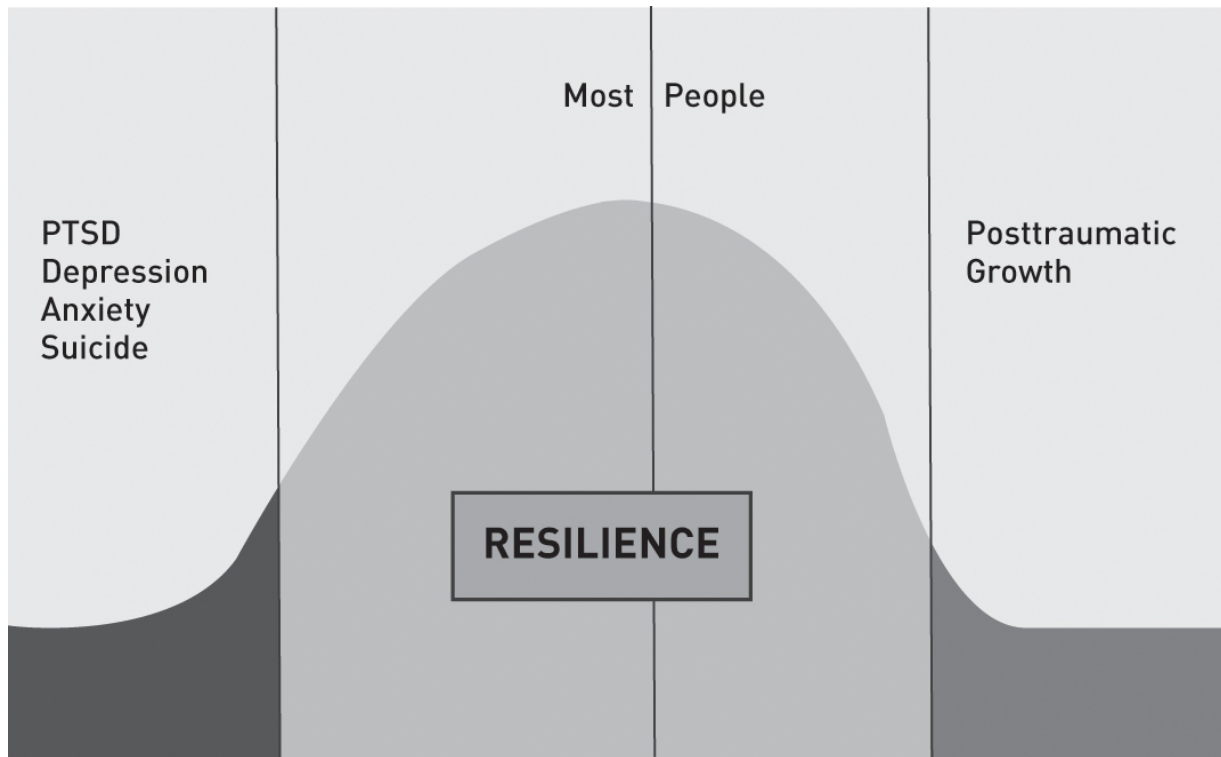 Most People
PTSD
Depression
Anxiety
Suicide
Posttraumatic
Growth
RESILIENCE